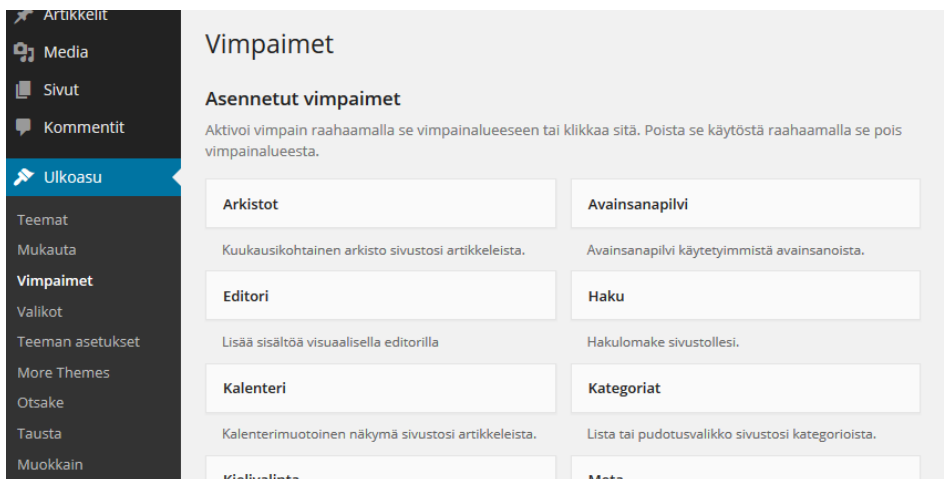 Artikkelit
Media
Sivut
Kommentit
Ulkoasu
Teemat
Mukauta
Vimpaimet
Valikot
Teeman asetukset
More Themes
Otsake
Tausta
Muokkain
Vimpaimet
Asennetut vimpaimet
Aktivoi vimpain raahaamalla se vimpainalueeseen tai klikkaa sitä. Poista se käytöstä raahaamalla se pois
vimpainalueesta.
Arkistot
Kuukausikohtainen arkisto sivustosi artikkeleista.
Avainsanapilvi
Avainsanapilvi käytetyimmistä avainsanoista.
Editori
Lisää sisältöä visuaalisella editorilla
Haku
Hakulomake sivustollesi.
Kalenteri
Kalenterimuotoinen näkymä sivustosi artikkeleista.
Kategoriat
Lista tai pudotusvalikko sivustosi kategorioista.
Kielivalinta
Meta